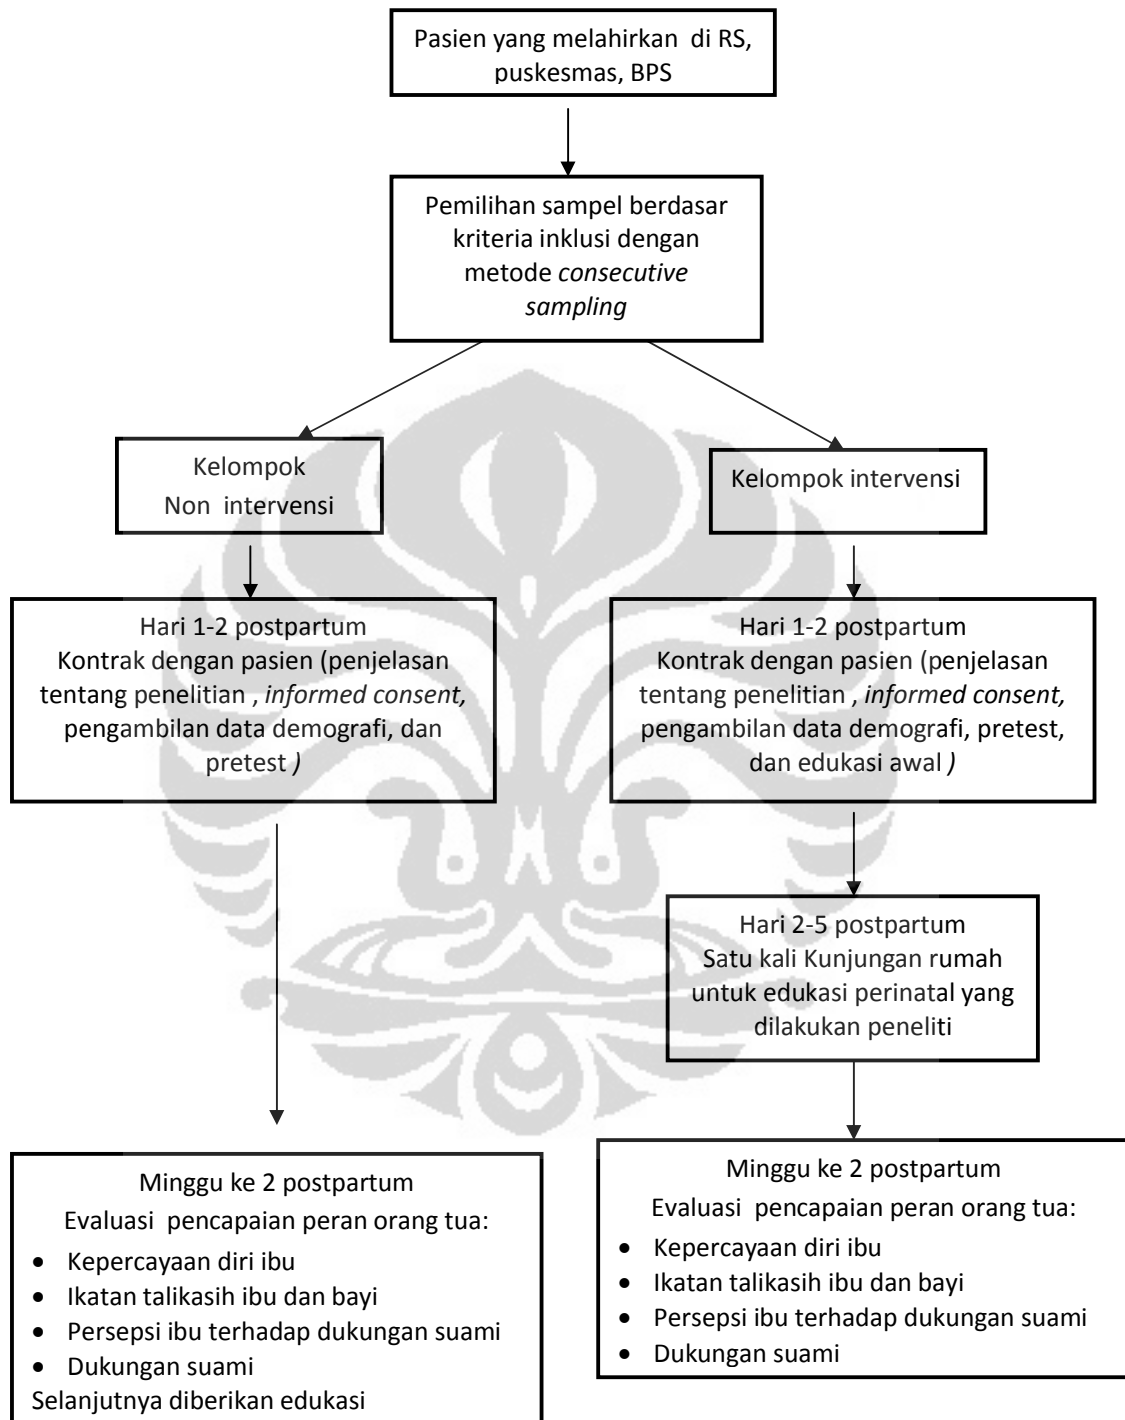 Pasien yang melahirkan di RS,
puskesmas, BPS
Pemilihan sampel berdasar
kriteria inklusi dengan
metode consecutive
sampling
Kelompok
Non intervensi
Kelompok intervensi
Hari 1-2 postpartum
Kontrak dengan pasien (penjelasan
tentang penelitian , informed consent,
pengambilan data demografi, dan
pretest )
Hari 1-2 postpartum
Kontrak dengan pasien (penjelasan
tentang penelitian , informed consent,
pengambilan data demografi, pretest,
dan edukasi awal )
Hari 2-5 postpartum
Satu kali Kunjungan rumah
untuk edukasi perinatal yang
dilakukan peneliti
Minggu ke 2 postpartum
Evaluasi pencapaian peran orang tua:
• Kepercayaan diri ibu
• Ikatan talikasih ibu dan bayi
• Persepsi ibu terhadap dukungan suami
• Dukungan suami
Selanjutnya diberikan edukasi
Minggu ke 2 postpartum
Evaluasi pencapaian peran orang tua:
• Kepercayaan diri ibu
• Ikatan talikasih ibu dan bayi
• Persepsi ibu terhadap dukungan suami
• Dukungan suami